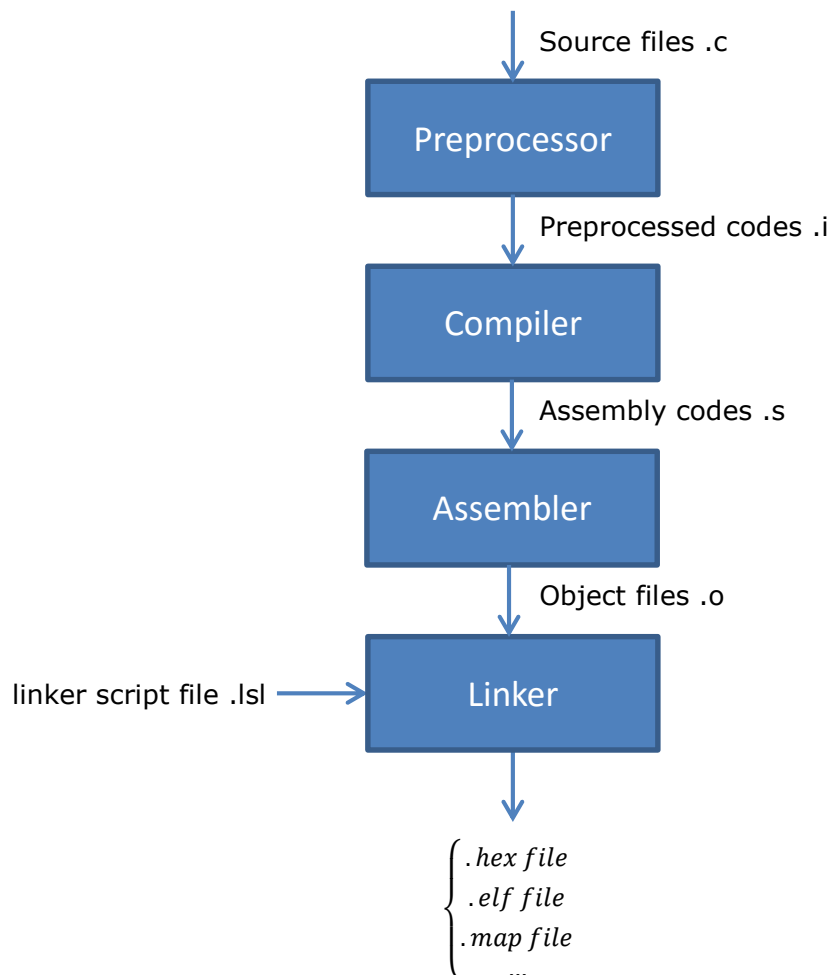 Source files .c
Preprocessor
Preprocessed codes .i
Compiler
Assembly codes .s
Assembler
Object files .o
linker script file .lsl
Linker
.hex file
.elf file
.map file